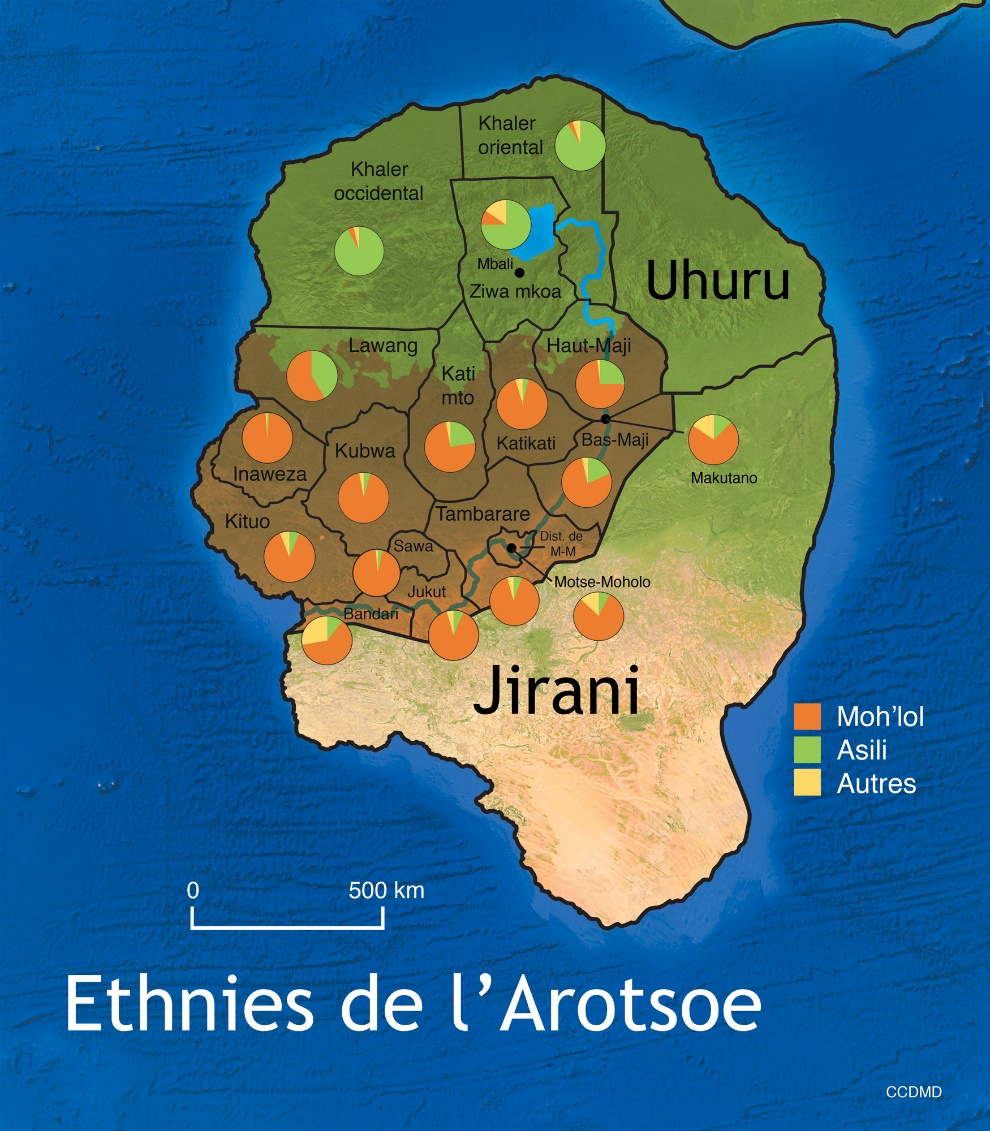 Khaler
oriental
Khaler
occidental
Uhuru
Mbali
Ziwa mkoa
Lawang
Haut-Maji
Kati
mto
Katikati
Bas-Maji
Kubwa
Inaweza
Makutano
Kituo
Tambarare
Sawa
Dist. de
M-M
Jukut
Motse-Moholo
Bandari
Jirani
Moh'lol
Asili
Autres
0 500 km
Ethnies de l'Arotsoe
CCDMD